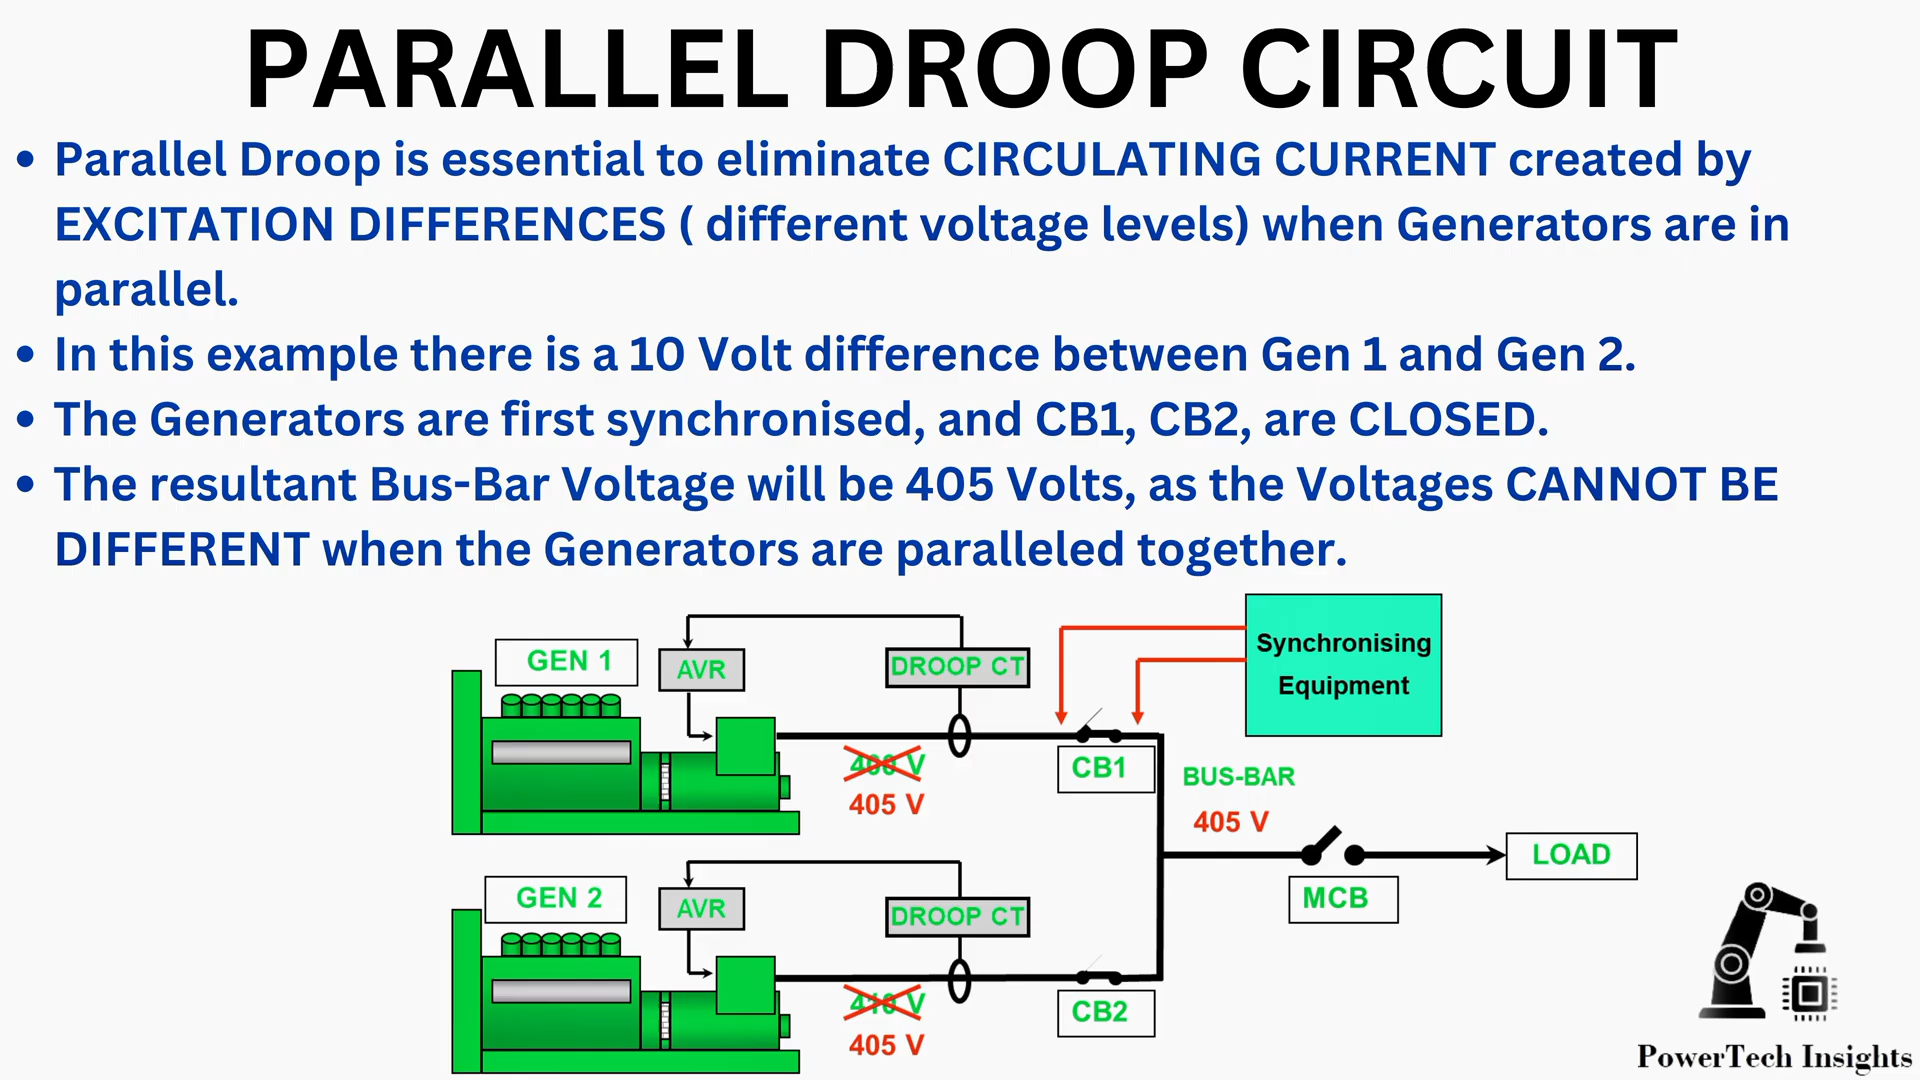 PARALLEL DROOP CIRCUIT
• Parallel Droop is essential to eliminate CIRCULATING CURRENT created by
EXCITATION DIFFERENCES ( different voltage levels) when Generators are in
parallel.
• In this example there is a 10 Volt difference between Gen 1 and Gen 2.
• The Generators are first synchronised, and CB1, CB2, are CLOSED.
• The resultant Bus-Bar Voltage will be 405 Volts, as the Voltages CANNOT BE
DIFFERENT when the Generators are paralleled together.
GEN 1
AVR
DROOP CT
Synchronising
Equipment
400 V
405 V
CB1
BUS-BAR
405 V
MCB
LOAD
GEN 2
AVR
DROOP CT
410 V
405 V
CB2
PowerTech Insights